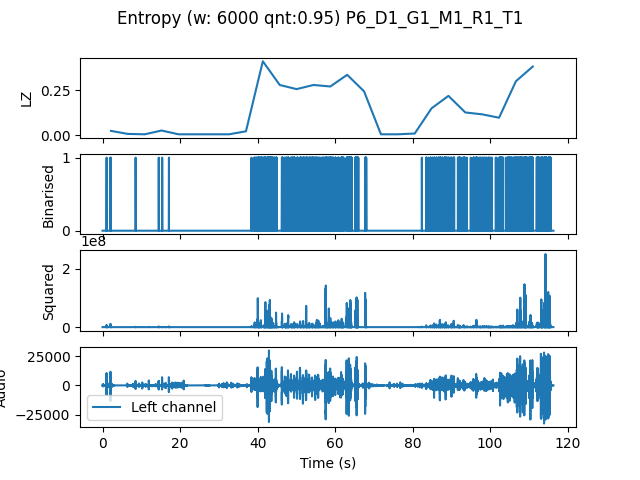 Entropy (w: 6000 qnt:0.95) P6_D1_G1_M1_R1_T1
LZ
0.25
0.00
Binarised
1
0
1e8
Squared
2
0
Audio
25000
0
−25000
Left channel
0 20 40 60 80 100 120
Time (s)